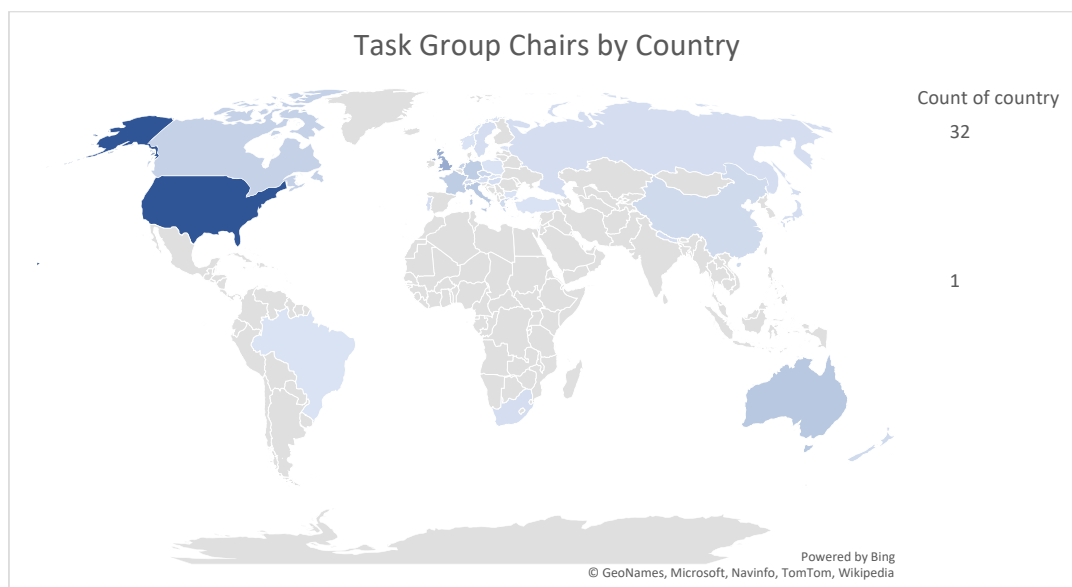 Task Group Chairs by Country
Count of country
32
1
Powered by Bing
© GeoNames, Microsoft, Navinfo, TomTom, Wikipedia